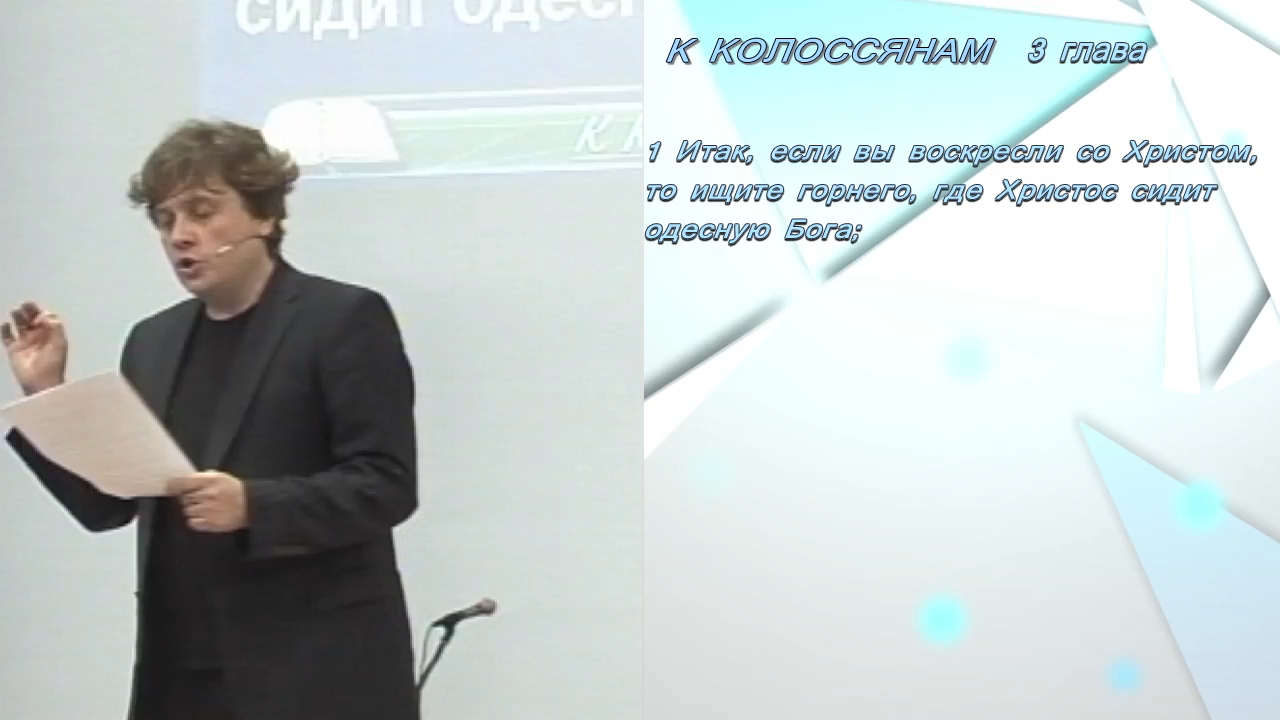 сидит одесн
К К
К КОЛОССЯНАМ 3 глава
1 Итак, если вы воскресли со Христом,
то ищите горнего, где Христос сидит
одесную Бога;